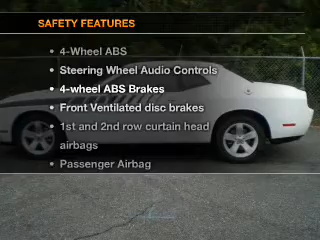 SAFETY FEATURES
• 4-Wheel ABS
• Steering Wheel Audio Controls
• 4-wheel ABS Brakes
• Front Ventilated disc brakes
• 1st and 2nd row curtain head
airbags
• Passenger Airbag